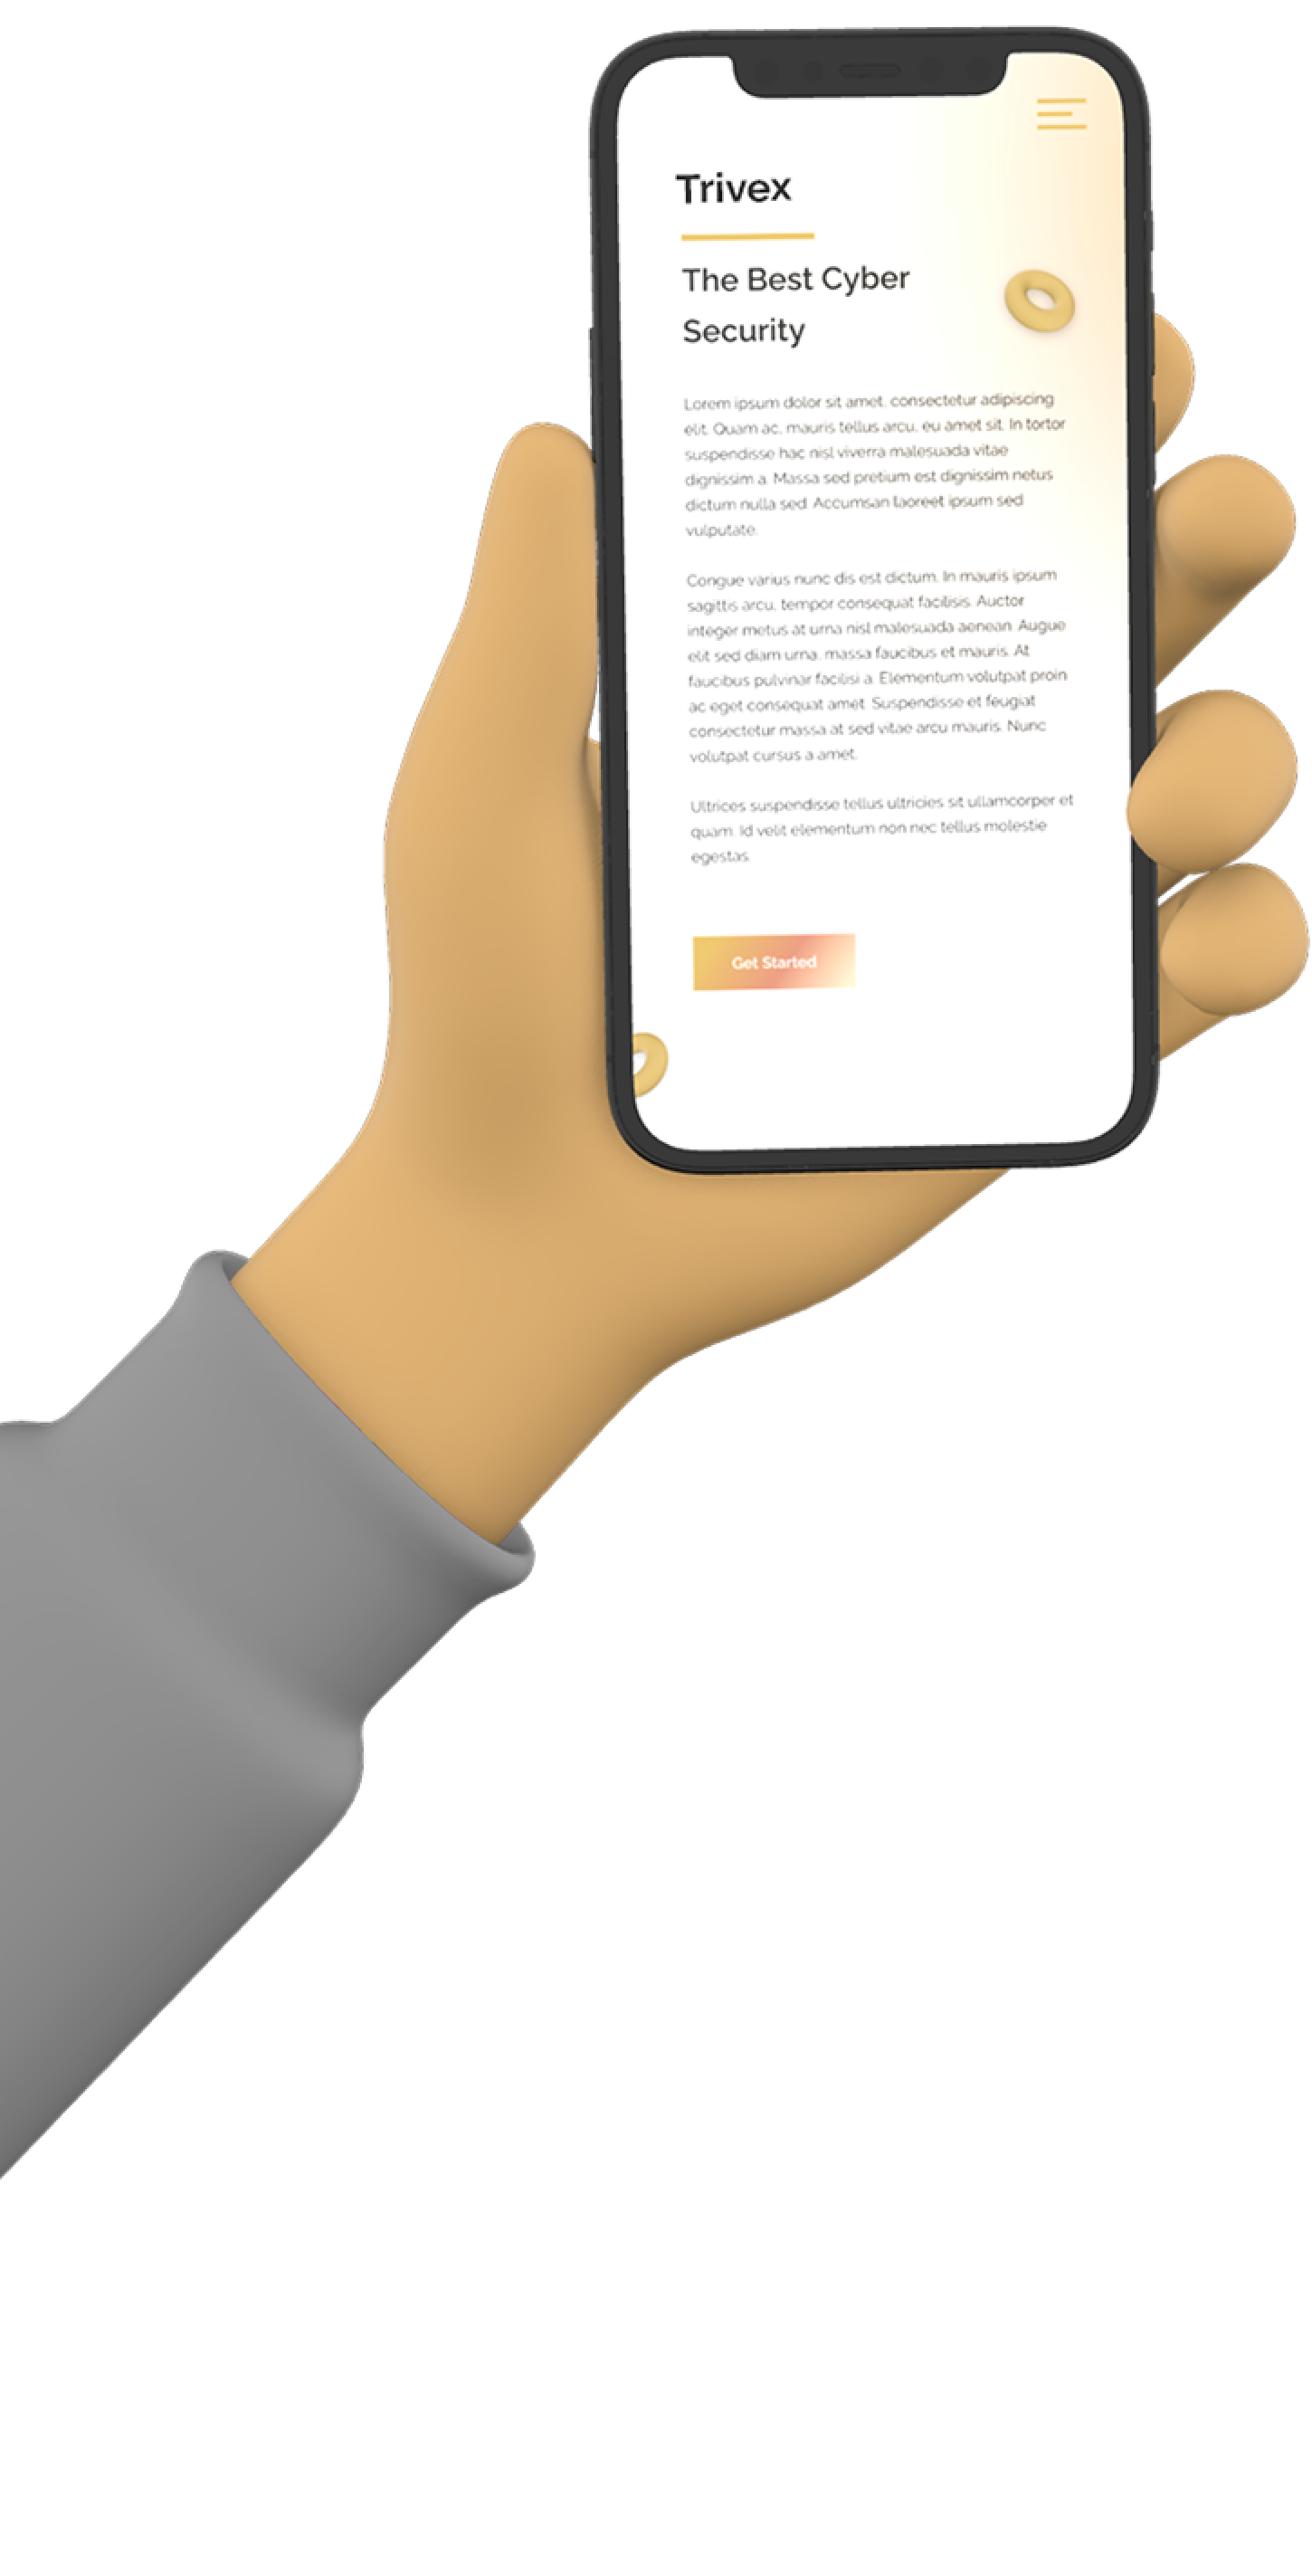 Trivex
The Best Cyber
Security
Lorem ipsum dolor sit amet, consectetur adipiscing
elit. Quam ac, mauris tellus arcu, eu amet sit. In tortor
suspendisse hac nisl viverra malesuada vitae
dignissim a. Massa sed pretium est dignissim netus
dictum nulla sed. Accumsan laoreet ipsum sed
vulputate.
Congue varius nunc dis est dictum. In mauris ipsum
sagittis arcu, tempor consequat facilisis. Auctor
integer metus at urna nisl malesuada aenean. Augue
elit sed diam urna, massa faucibus et mauris. At
faucibus pulvinar facilisi a. Elementum volutpat proin
ac eget consequat amet. Suspendisse et feugiat
consectetur massa at sed vitae arcu mauris. Nunc
volutpat cursus a amet.
Ultrices suspendisse tellus ultricies sit ullamcorper et
quam. Id velit elementum non nec tellus molestie
egestas.
Get Started